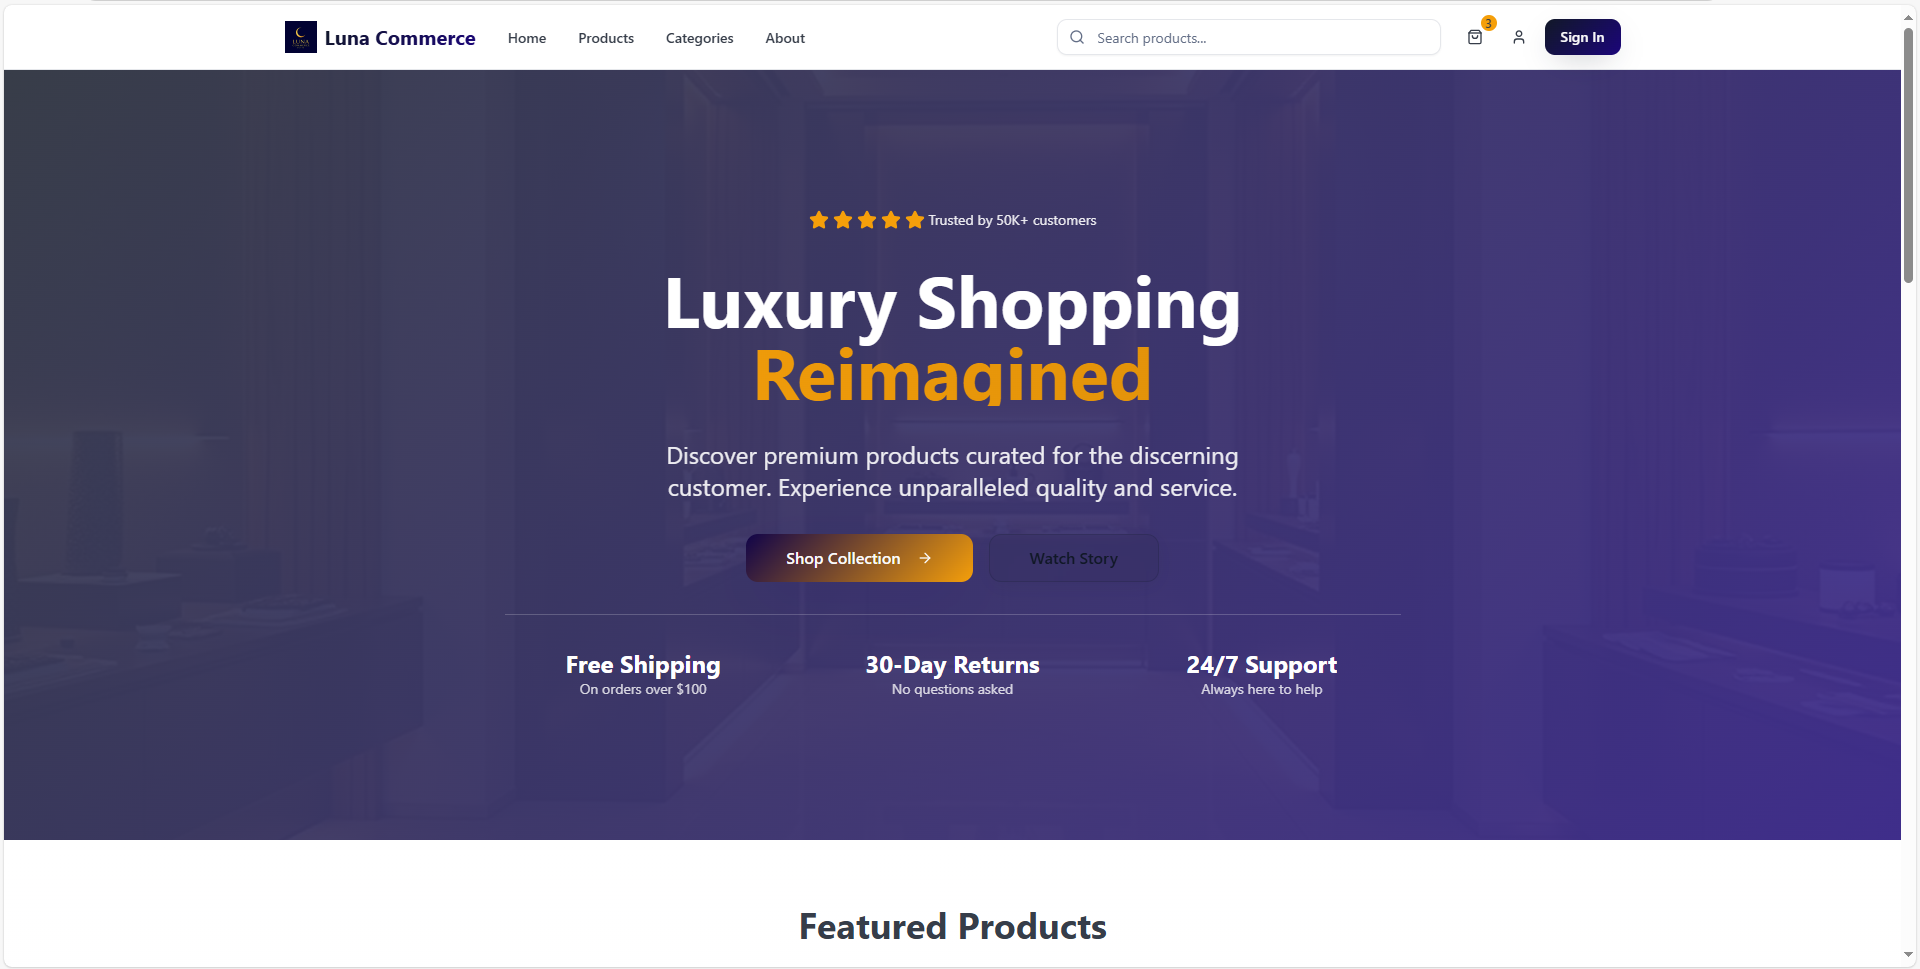 LUNA
Luna Commerce
Home
Products
Categories
About
Search products...
3
Sign In
Trusted by 50K+ customers
Luxury Shopping
Reimagined
Discover premium products curated for the discerning
customer. Experience unparalleled quality and service.
Shop Collection →
Watch Story
Free Shipping
On orders over $100
30-Day Returns
No questions asked
24/7 Support
Always here to help
Featured Products